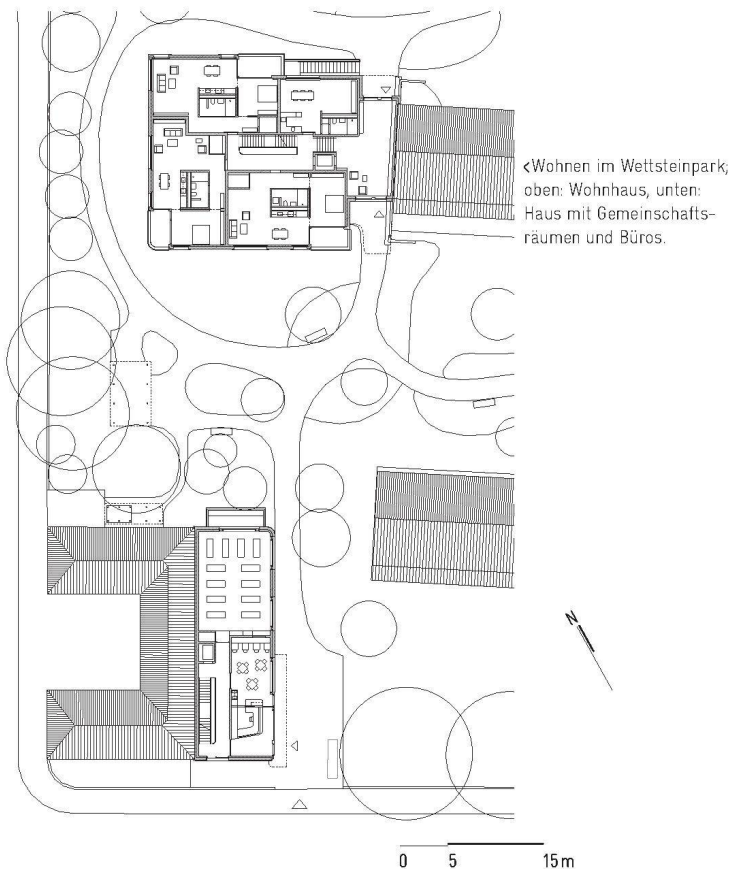 <Wohnen im Wettsteinpark;
oben: Wohnhaus, unten:
Haus mit Gemeinschafts-
räumen und Büros.
N
0 5 15 m